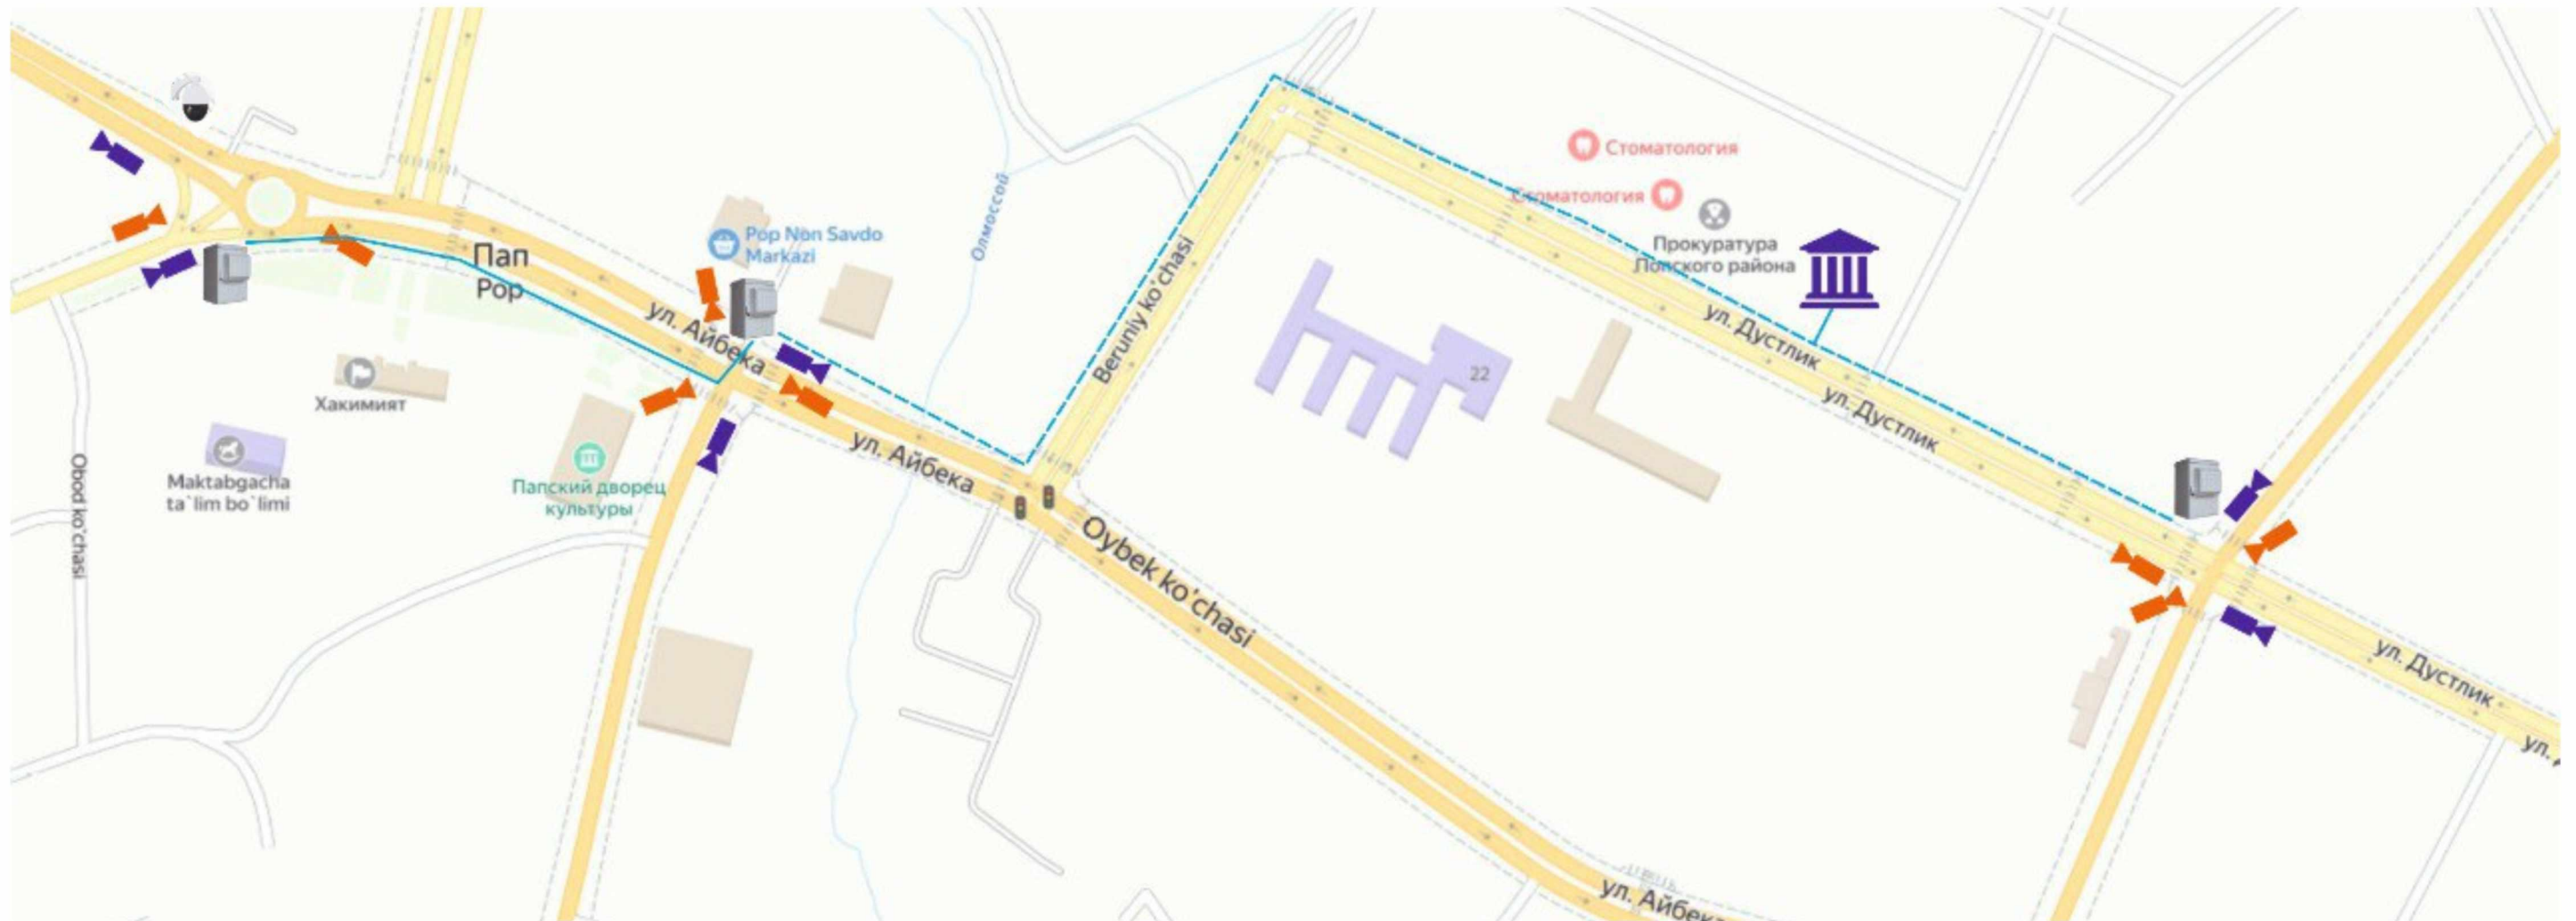 Стоматология
Стоматология
Прокуратура
Попского района
Pop Non Savdo
Markazi
Олмоссой
Пап
Pop
ул. Айбека
Beruniy ko'chasi
ул. Дустлик
ул. Дустлик
22
Хакимият
ул. Айбека
Maktabgacha
ta`lim bo`limi
Папский дворец
культуры
Obod ko'chasi
Oybek ko'chasi
ул. Дустлик
ул.
ул. Айбека